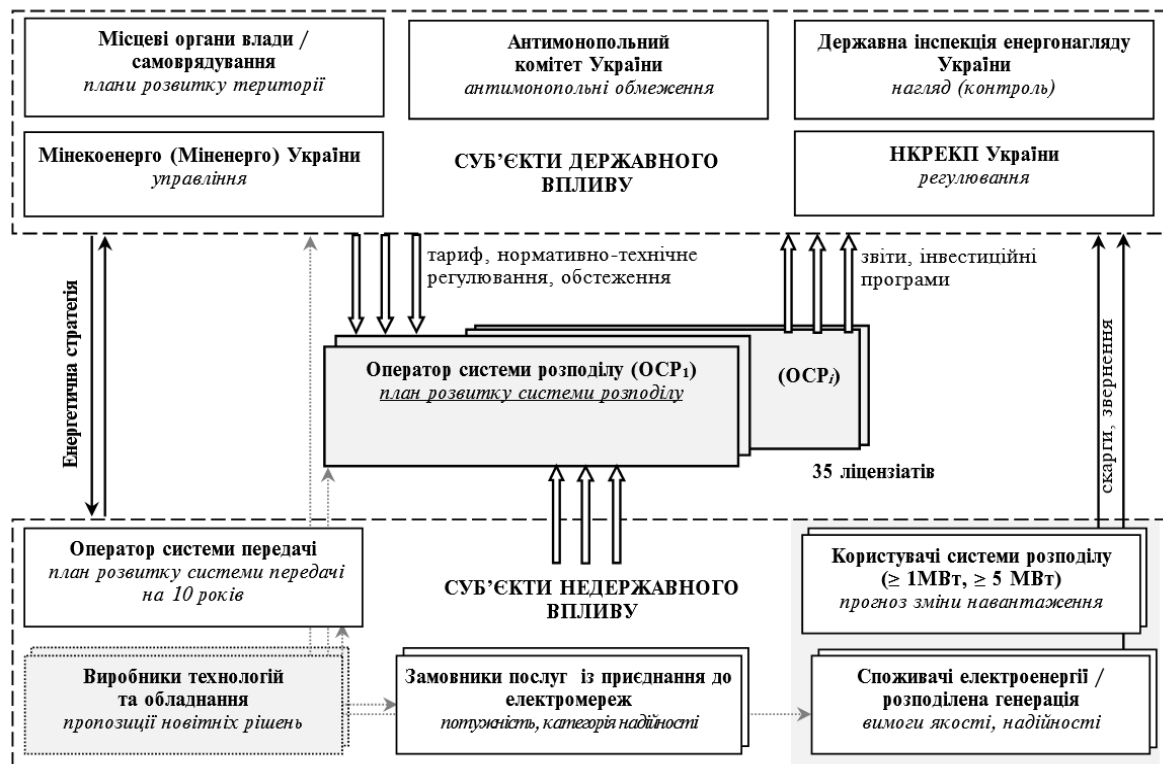 Місцеві органи влади /
самоврядування
плани розвитку території
Антимонопольний
комітет України
антимонопольні обмеження
Державна інспекція енергонагляду
України
нагляд (контроль)
Мінекоенерго (Міненерго) України
управління
СУБ’ЄКТИ ДЕРЖАВНОГО
ВПЛИВУ
НКРЕКП України
регулювання
Енергетична стратегія
тариф, нормативно-технічне
регулювання, обстеження
звіти, інвестиційні
програми
скарги, звернення
Оператор системи розподілу (ОСР₁)
план розвитку системи розподілу
(ОСРᵢ)
35 ліцензіатів
Оператор системи передачі
план розвитку системи передачі
на 10 років
СУБ’ЄКТИ НЕДЕРЖАВНОГО
ВПЛИВУ
Користувачі системи розподілу
(≥ 1МВт, ≥ 5 МВт)
прогноз зміни навантаження
Виробники технологій
та обладнання
пропозиції новітніх рішень
Замовники послуг із приєднання до
електромереж
потужність, категорія надійності
Споживачі електроенергії /
розподілена генерація
вимоги якості, надійності